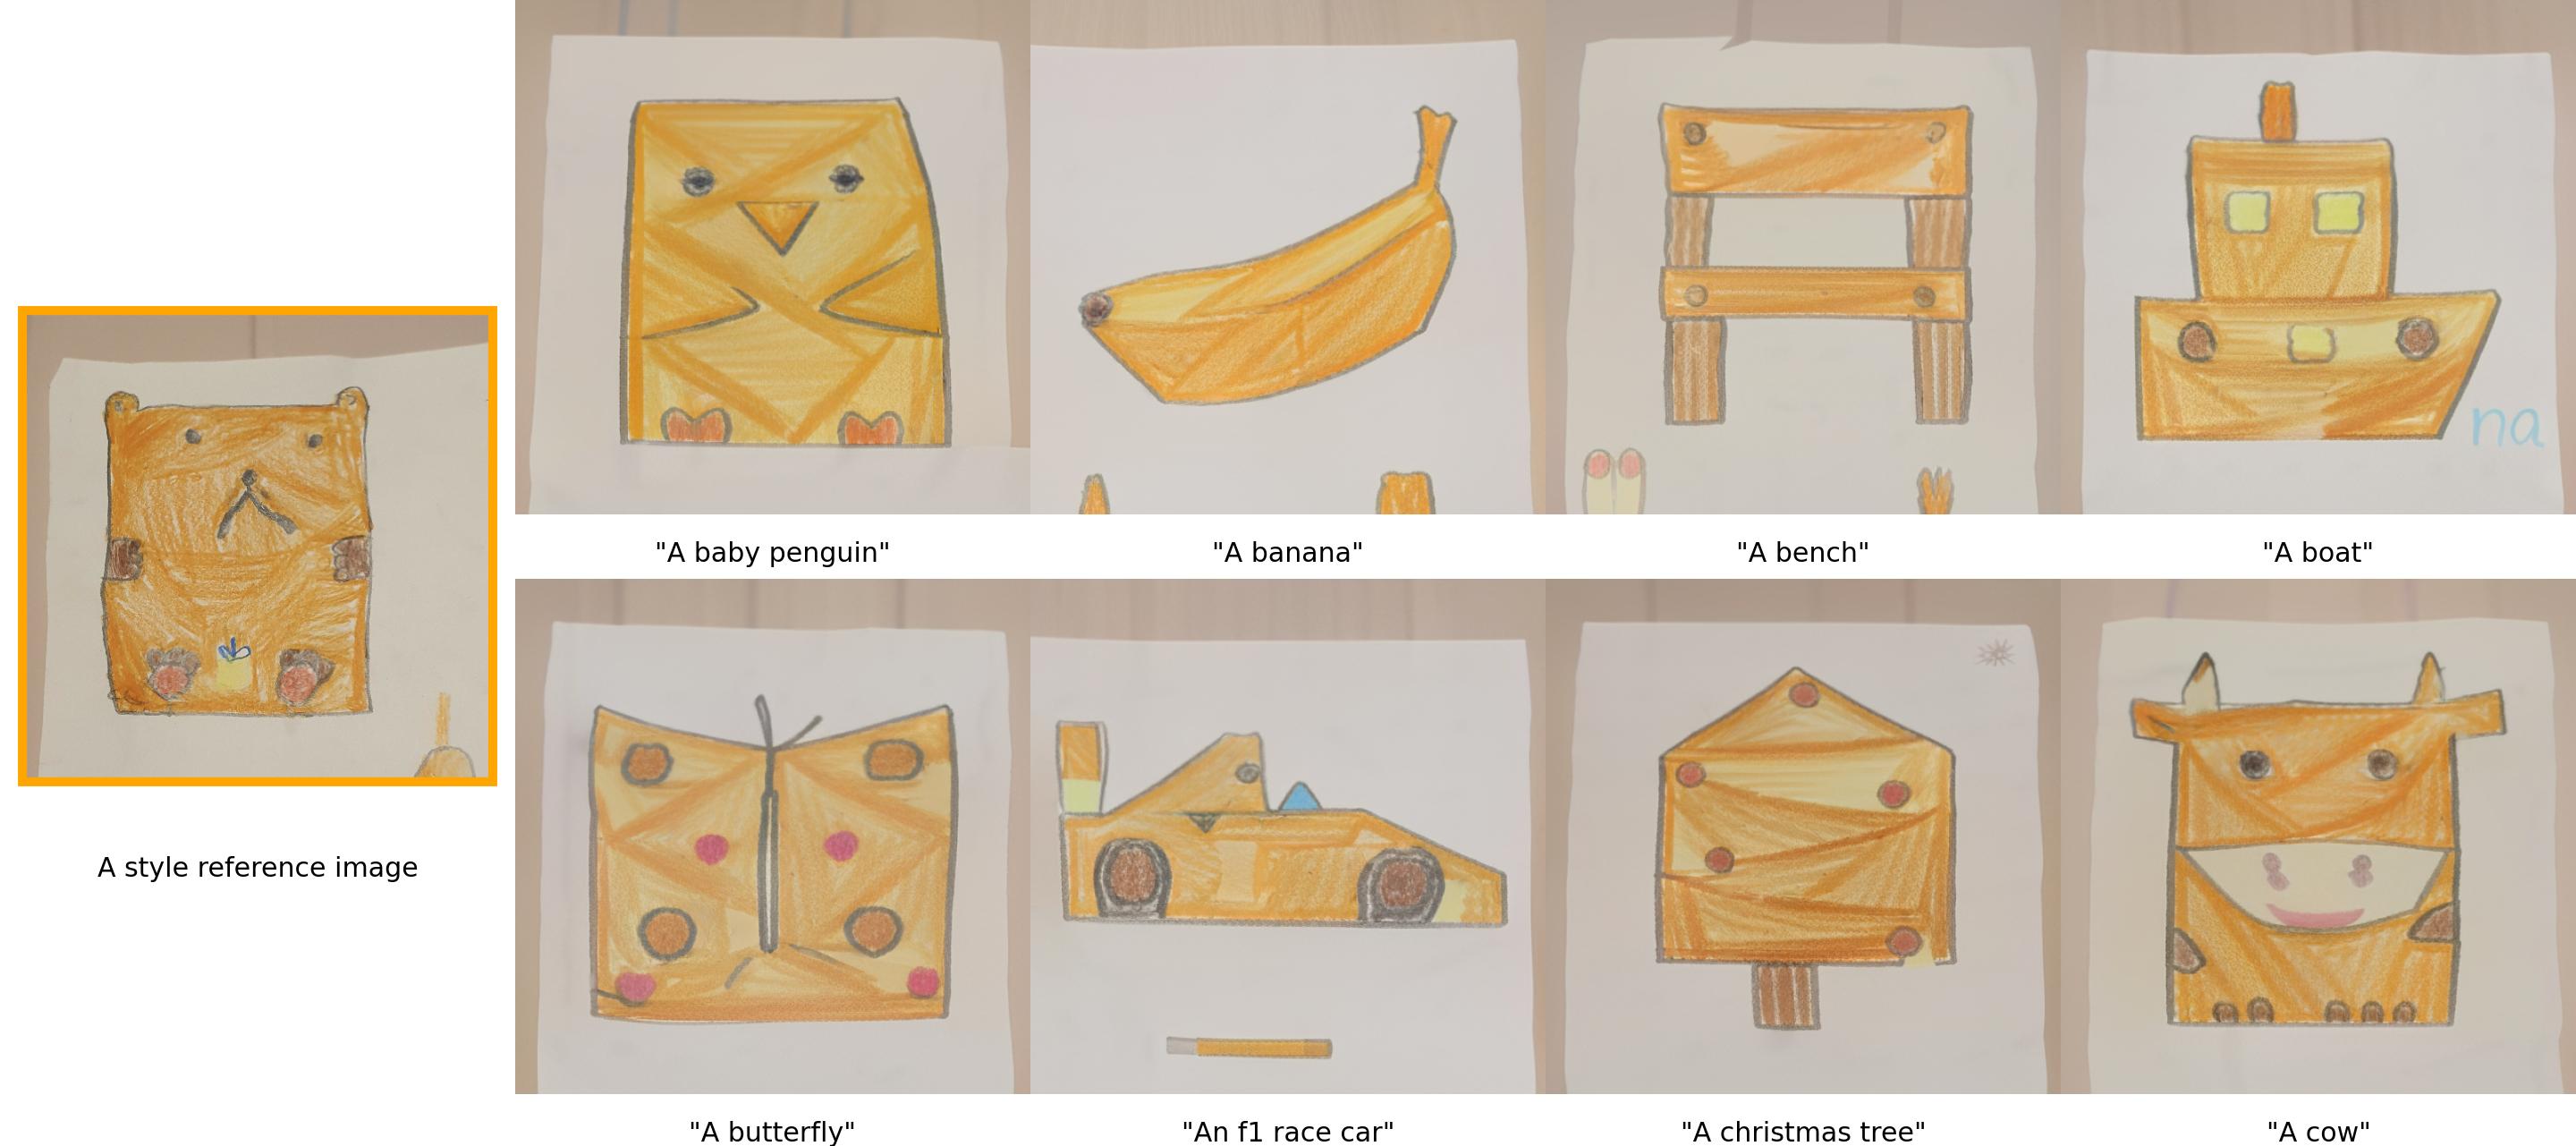 na
"A baby penguin"
"A banana"
"A bench"
"A boat"
A style reference image
"A butterfly"
"An f1 race car"
"A christmas tree"
"A cow"